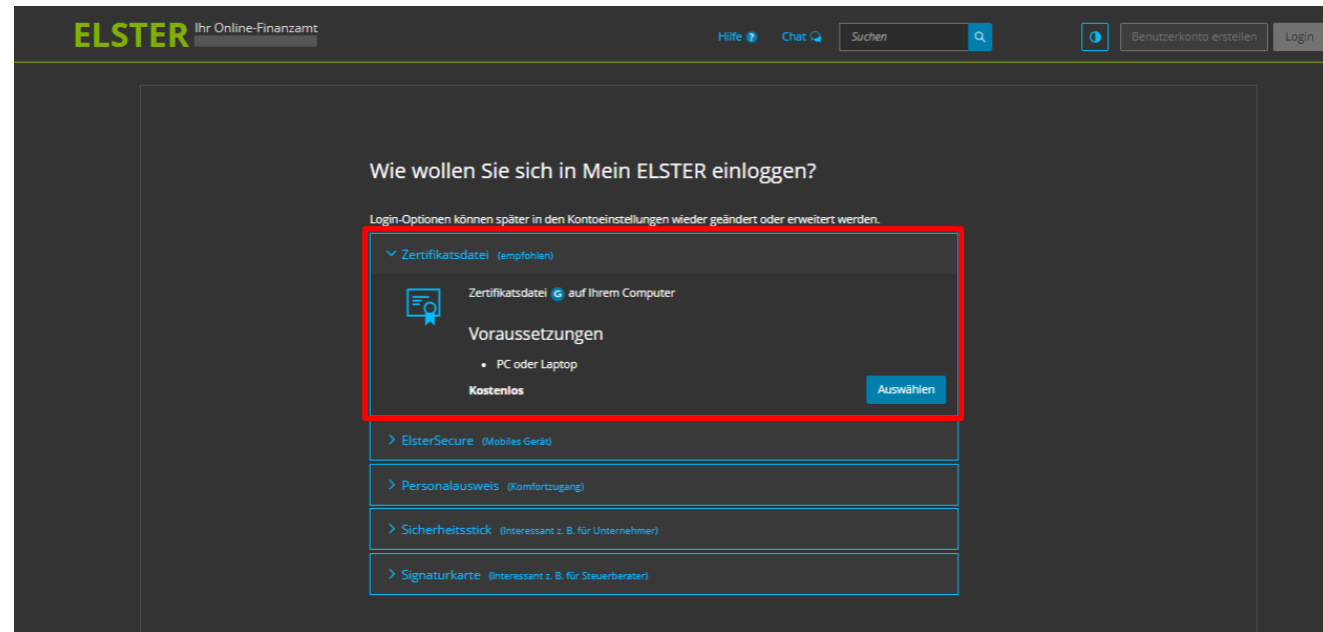 ELSTER Ihr Online-Finanzamt
Hilfe ? Chat Suchen Benutzerkonto erstellen Login
Wie wollen Sie sich in Mein ELSTER einloggen?
Login-Optionen können später in den Kontoeinstellungen wieder geändert oder erweitert werden.
Zertifikatsdatei (empfohlen)
Zertifikatsdatei G auf Ihrem Computer
Voraussetzungen
• PC oder Laptop
Kostenlos
Auswählen
ElsterSecure (Mobiles Gerät)
Personalausweis (Komfortzugang)
Sicherheitsstick (Interessant z. B. für Unternehmer)
Signaturkarte (Interessant z. B. für Steuerberater)